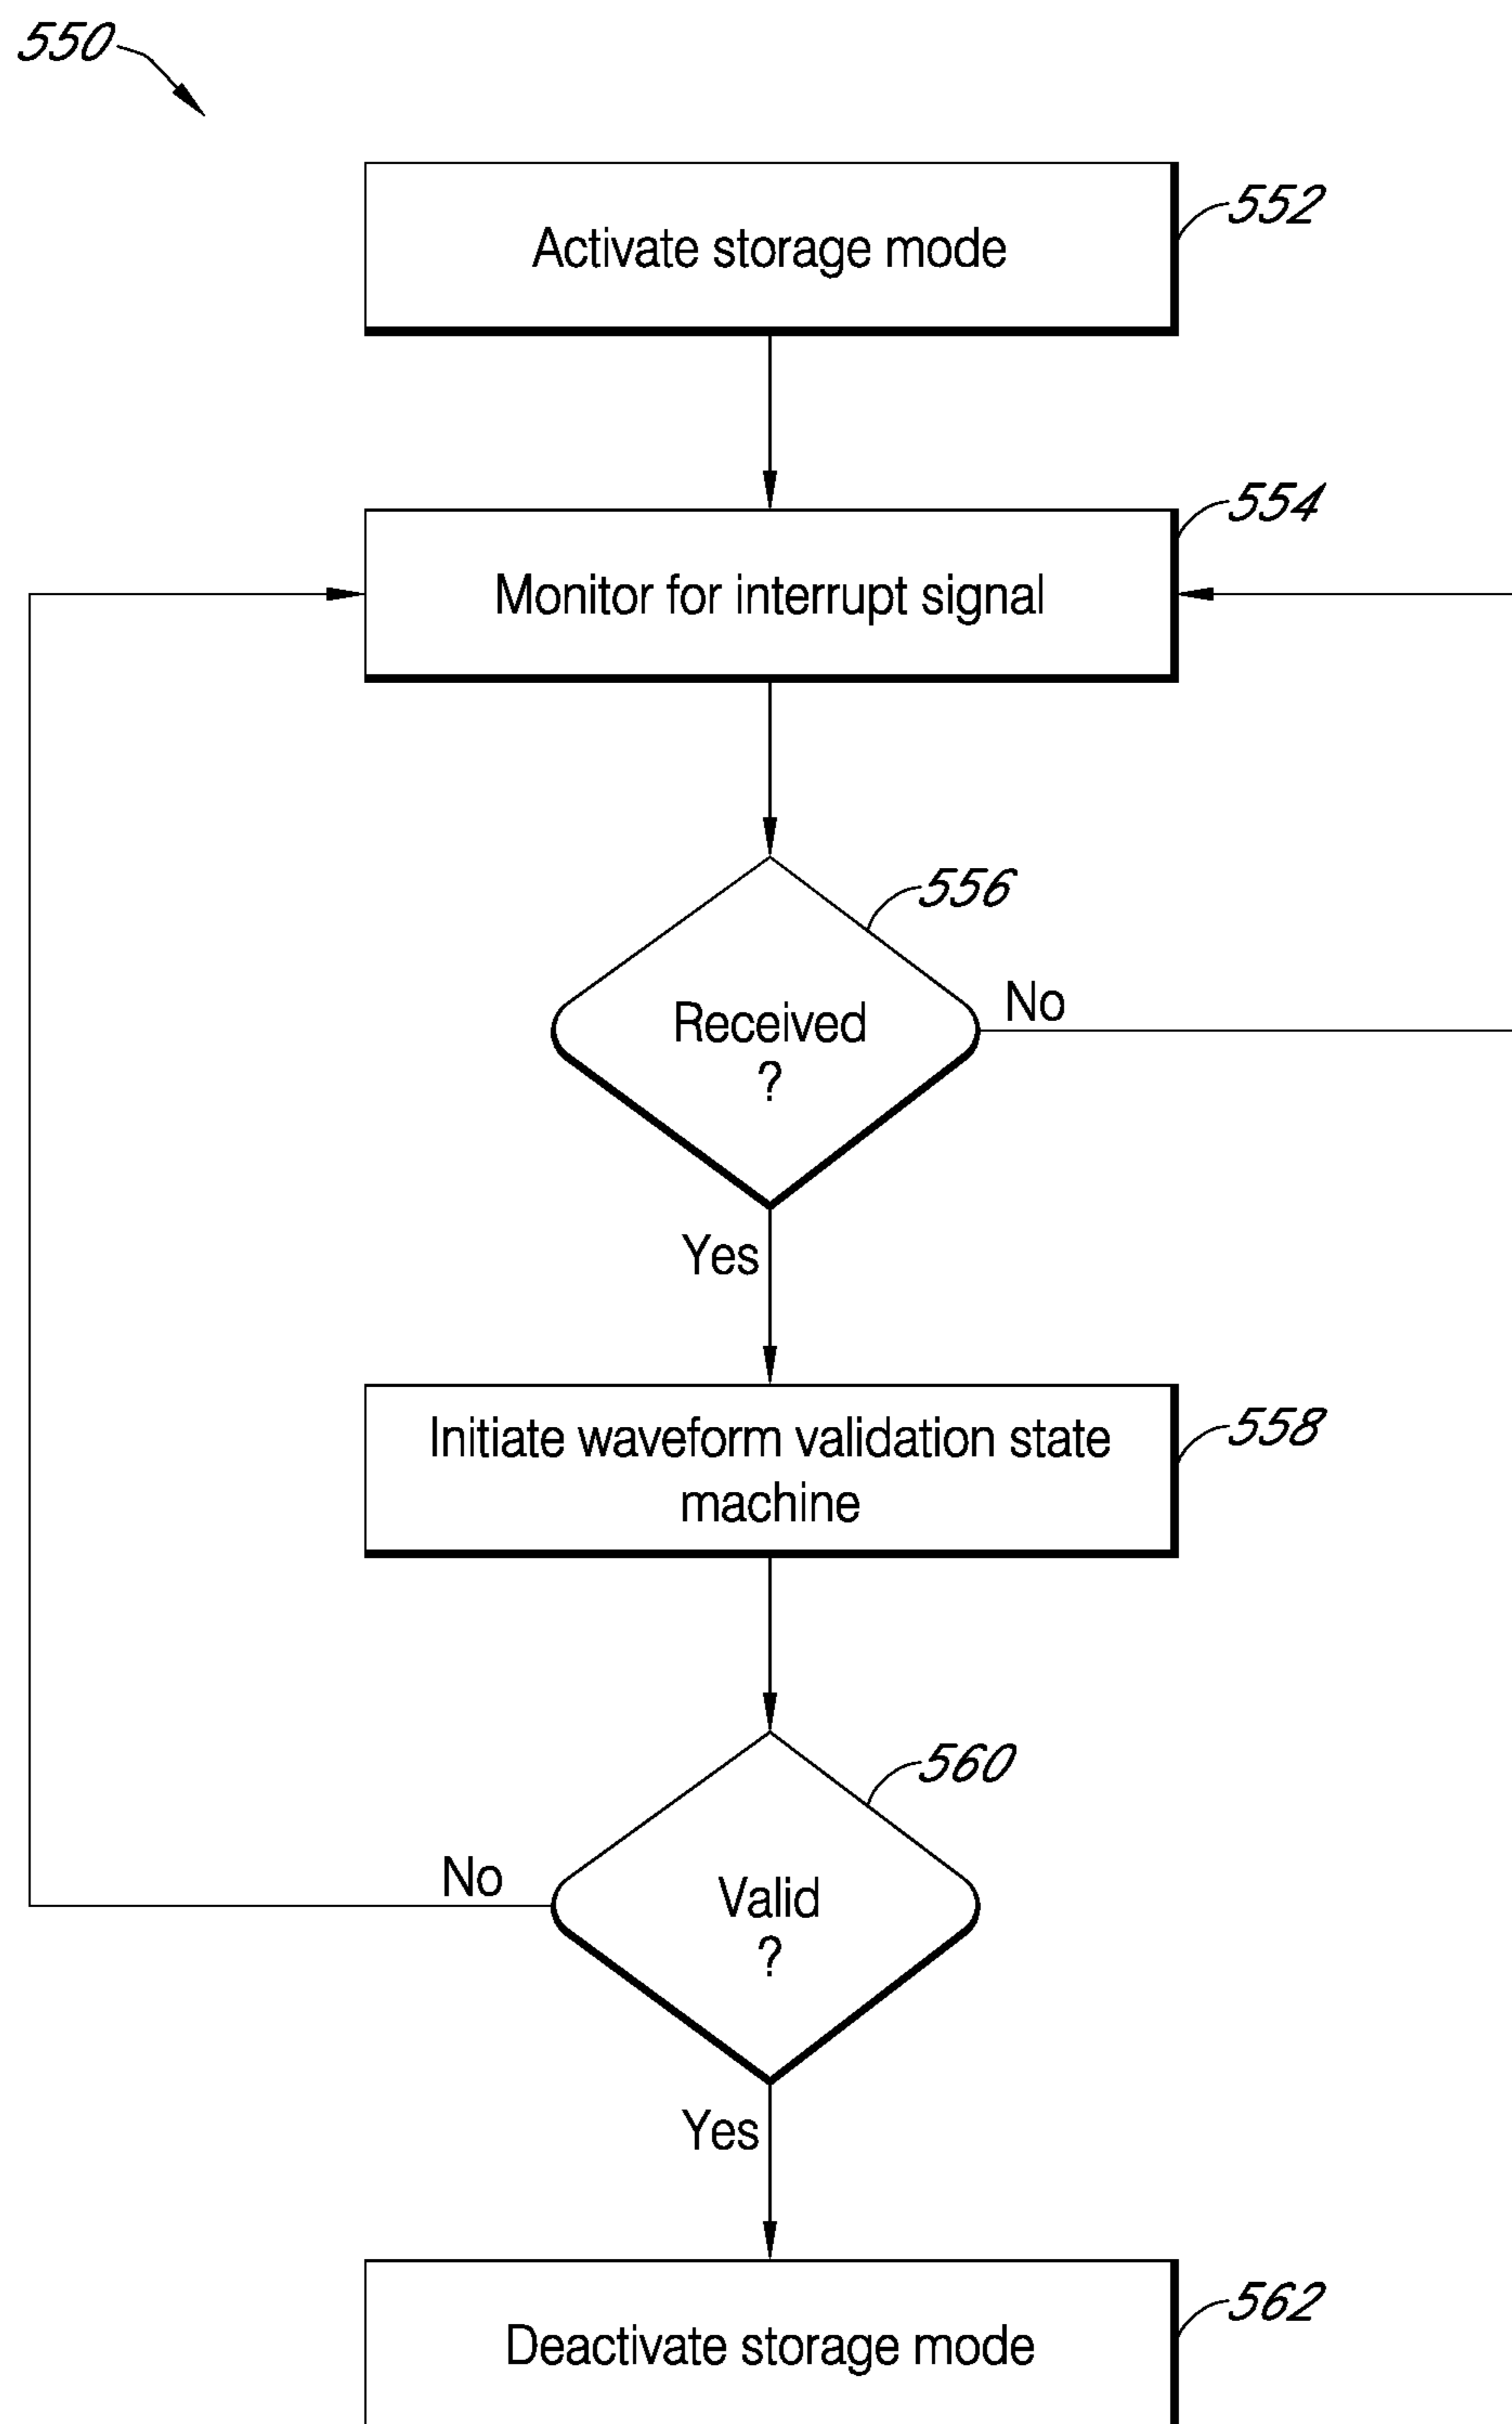 550
Activate storage mode
552
Monitor for interrupt signal
554
556
Received
?
No
Yes
Initiate waveform validation state
machine
558
560
Valid
?
No
Yes
Deactivate storage mode
562